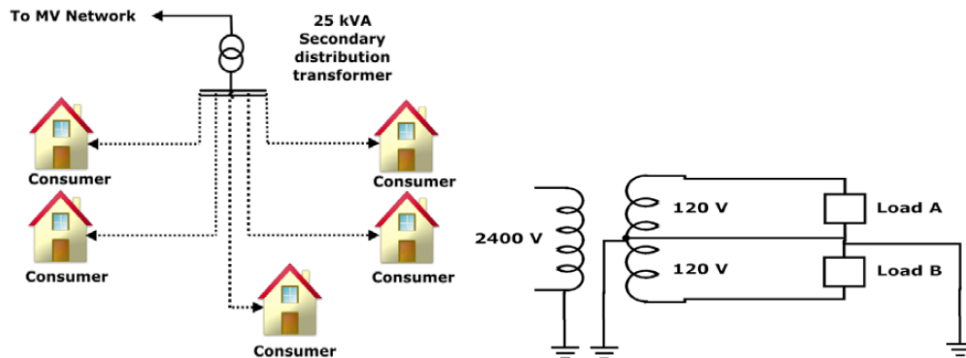 To MV Network
25 kVA
Secondary
distribution
transformer
Consumer
Consumer
Consumer
Consumer
Consumer
2400 V
120 V
120 V
Load A
Load B